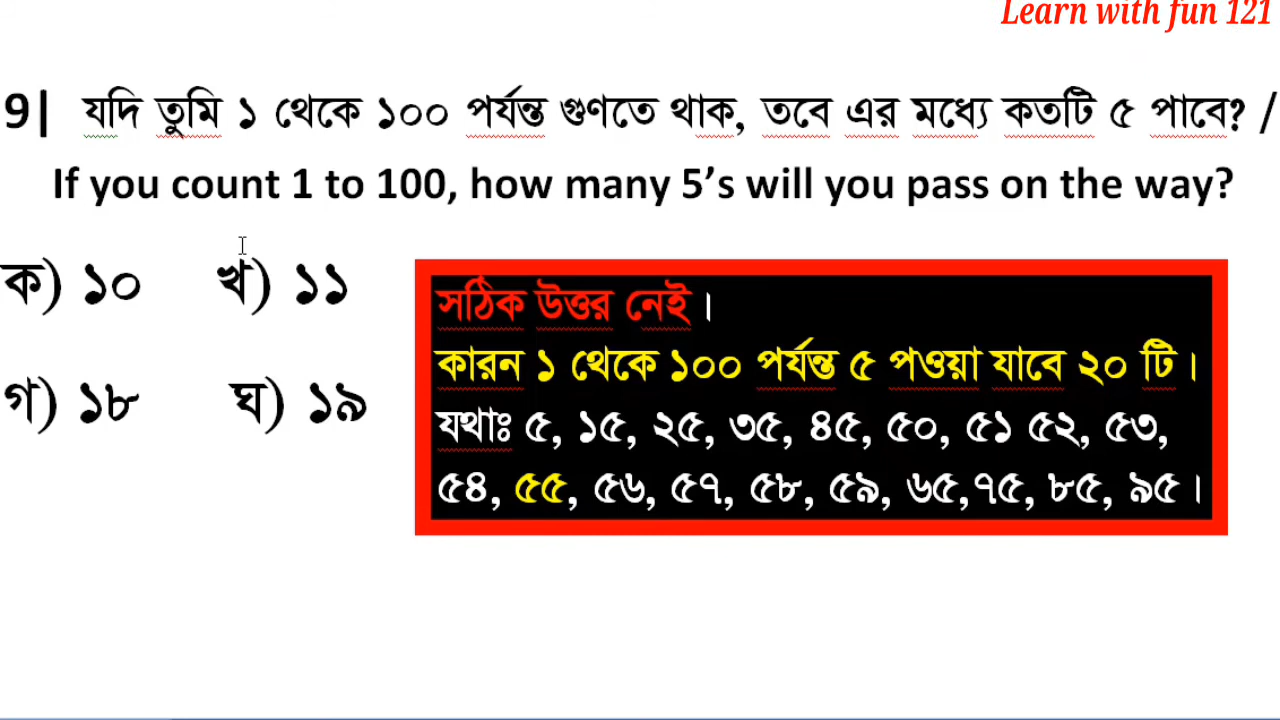 Learn with fun 121
9| যদি তুমি ১ থেকে ১০০ পর্যন্ত গুণতে থাক, তবে এর মধ্যে কতটি ৫ পাবে? /
If you count 1 to 100, how many 5’s will you pass on the way?
ক) ১০ খ) ১১
গ) ১৮ ঘ) ১৯
সঠিক উত্তর নেই।
কারন ১ থেকে ১০০ পর্যন্ত ৫ পওয়া যাবে ২০ টি।
যথাঃ ৫, ১৫, ২৫, ৩৫, ৪৫, ৫০, ৫১ ৫২, ৫৩,
৫৪, ৫৫, ৫৬, ৫৭, ৫৮, ৫৯, ৬৫,৭৫, ৮৫, ৯৫।